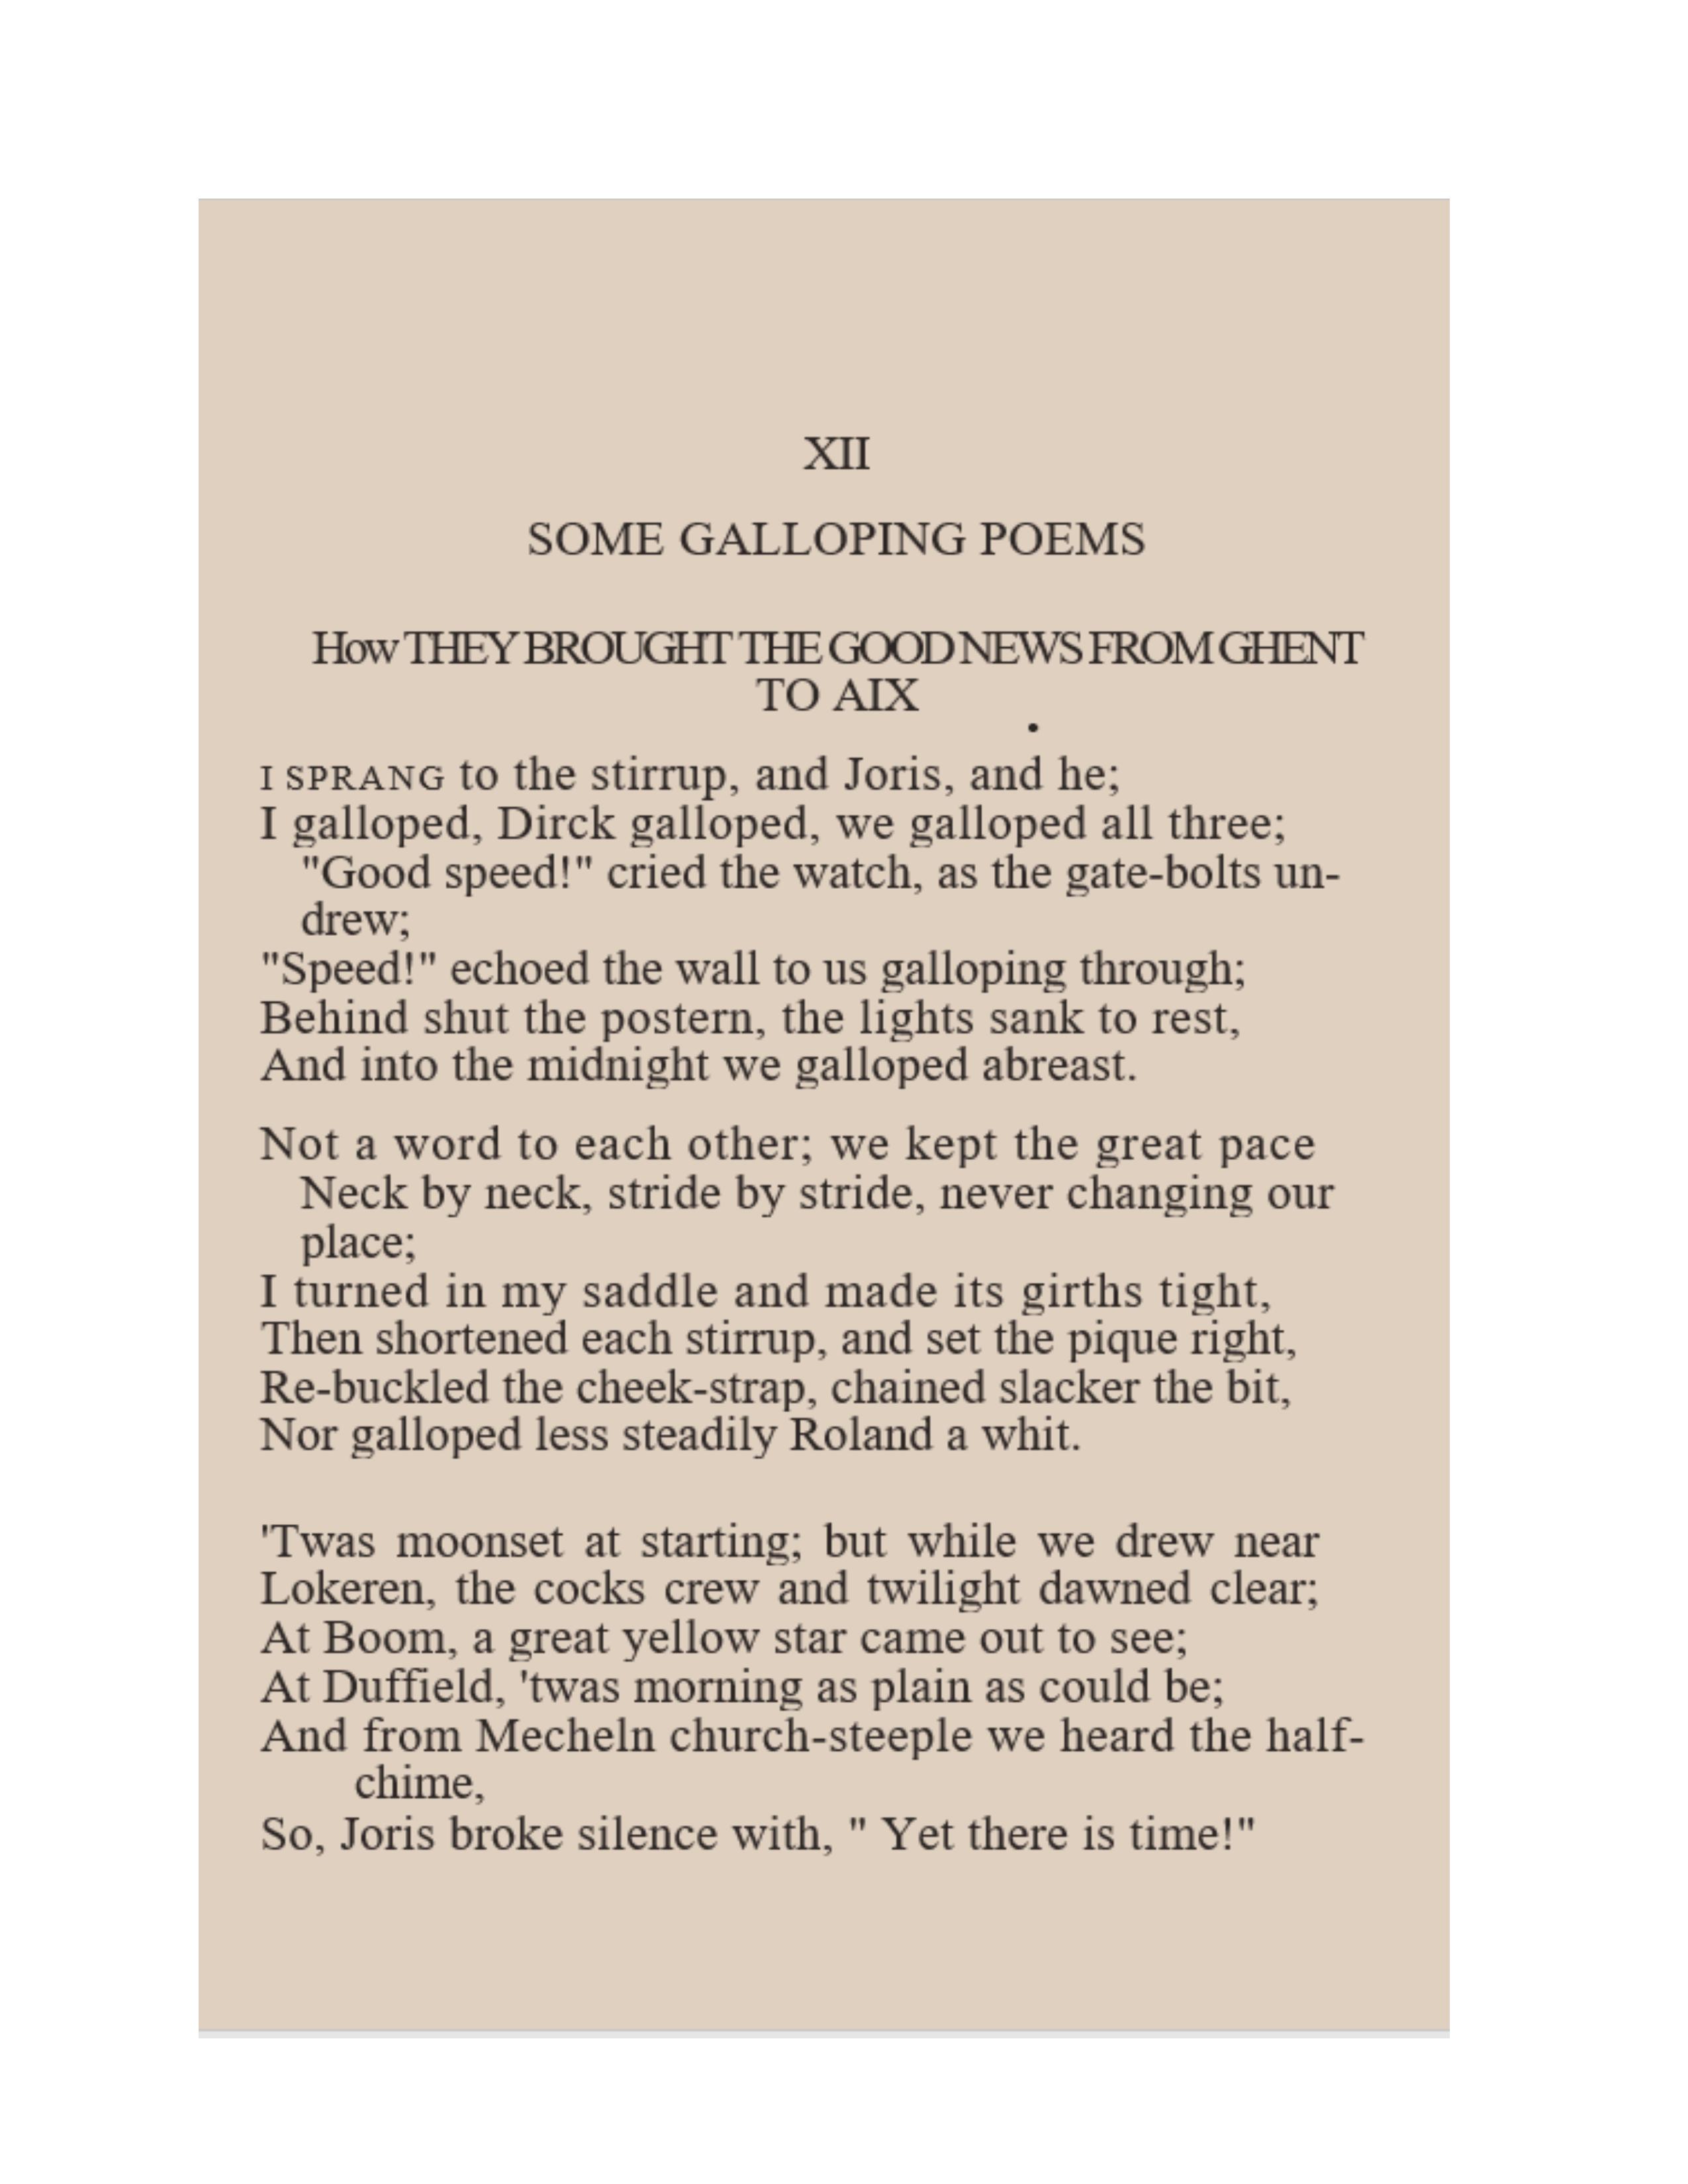 XII
SOME GALLOPING POEMS
How THEY BROUGHT THE GOOD NEWS FROM GHENT
TO AIX
I SPRANG to the stirrup, and Joris, and he;
I galloped, Dirck galloped, we galloped all three;
"Good speed!" cried the watch, as the gate-bolts un-
drew;
"Speed!" echoed the wall to us galloping through;
Behind shut the postern, the lights sank to rest,
And into the midnight we galloped abreast.
Not a word to each other; we kept the great pace
Neck by neck, stride by stride, never changing our
place;
I turned in my saddle and made its girths tight,
Then shortened each stirrup, and set the pique right,
Re-buckled the cheek-strap, chained slacker the bit,
Nor galloped less steadily Roland a whit.
'Twas moonset at starting; but while we drew near
Lokeren, the cocks crew and twilight dawned clear;
At Boom, a great yellow star came out to see;
At Duffield, 'twas morning as plain as could be;
And from Mecheln church-steeple we heard the half-
chime,
So, Joris broke silence with, " Yet there is time!"